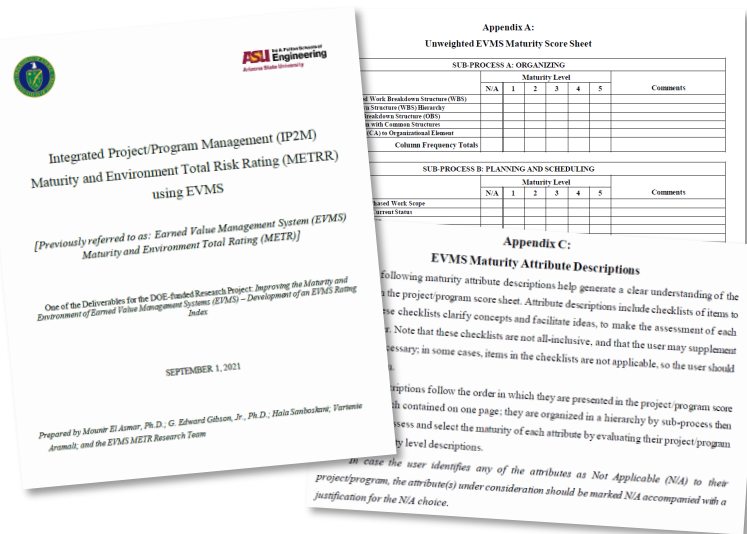 ASU Ira A. Fulton Schools of
Engineering
Arizona State University
Integrated Project/Program Management (IP2M)
Maturity and Environment Total Risk Rating (METRR)
using EVMS
[Previously referred to as: Earned Value Management System (EVMS)
Maturity and Environment Total Rating (METR)]
One of the Deliverables for the DOE-funded Research Project: Improving the Maturity and
Environment of Earned Value Management Systems (EVMS) – Development of an EVMS Rating
Index
SEPTEMBER 1, 2021
Prepared by Mounir El Asmar, Ph.D.; G. Edward Gibson, Jr., Ph.D.; Hala Sanboskani; Vartenie
Aramali; and the EVMS METR Research Team
Appendix A:
Unweighted EVMS Maturity Score Sheet
SUB-PROCESS A: ORGANIZING
Maturity Level
N/A 1 2 3 4 5 Comments
ed Work Breakdown Structure (WBS)
n Structure (WBS) Hierarchy
Breakdown Structure (OBS)
n with Common Structures
(CA) to Organizational Element
Column Frequency Totals
SUB-PROCESS B: PLANNING AND SCHEDULING
Maturity Level
N/A 1 2 3 4 5 Comments
Phased Work Scope
Current Status
Appendix C:
EVMS Maturity Attribute Descriptions
following maturity attribute descriptions help generate a clear understanding of the
n the project/program score sheet. Attribute descriptions include checklists of items to
ese checklists clarify concepts and facilitate ideas, to make the assessment of each
r. Note that these checklists are not all-inclusive, and that the user may supplement
cessary; in some cases, items in the checklists are not applicable, so the user should
n.
criptions follow the order in which they are presented in the project/program score
ch contained on one page; they are organized in a hierarchy by sub-process then
ssess and select the maturity of each attribute by evaluating their project/program
ty level descriptions.
In case the user identifies any of the attributes as Not Applicable (N/A) to their
project/program, the attribute(s) under consideration should be marked N/A accompanied with a
justification for the N/A choice.